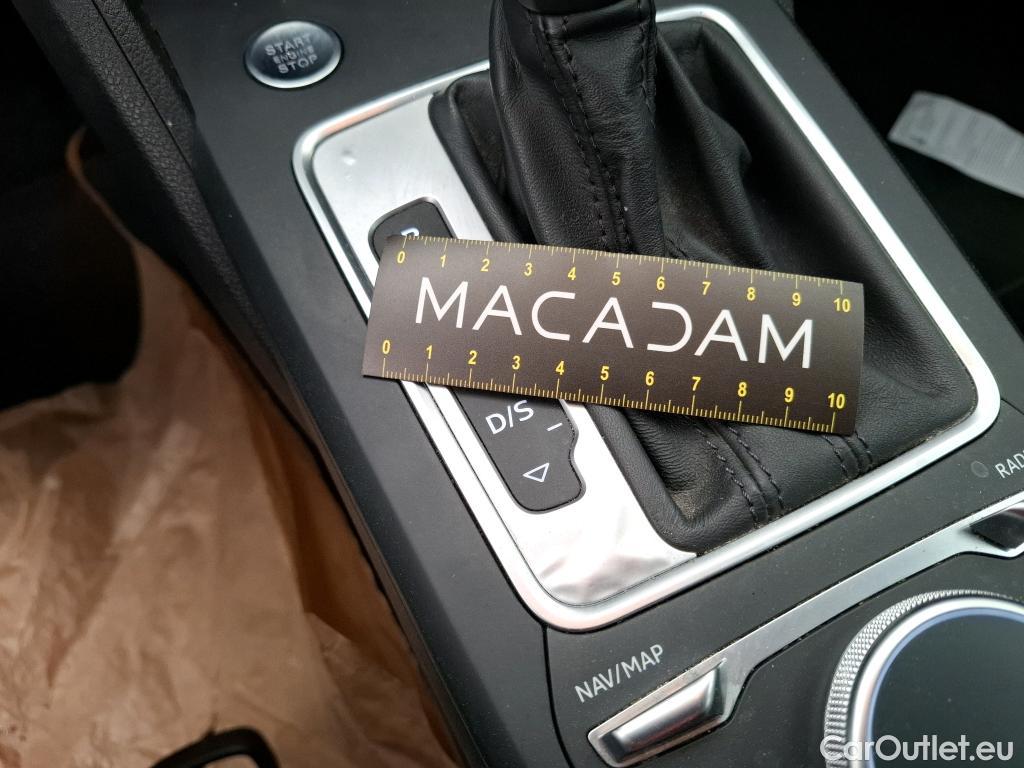 START
ENGINE
STOP
P
0 1 2 3 4 5 6 7 8 9 10
MACADAM
0 1 2 3 4 5 6 7 8 9 10
D/S
−
NAV/MAP
CarOutlet.eu